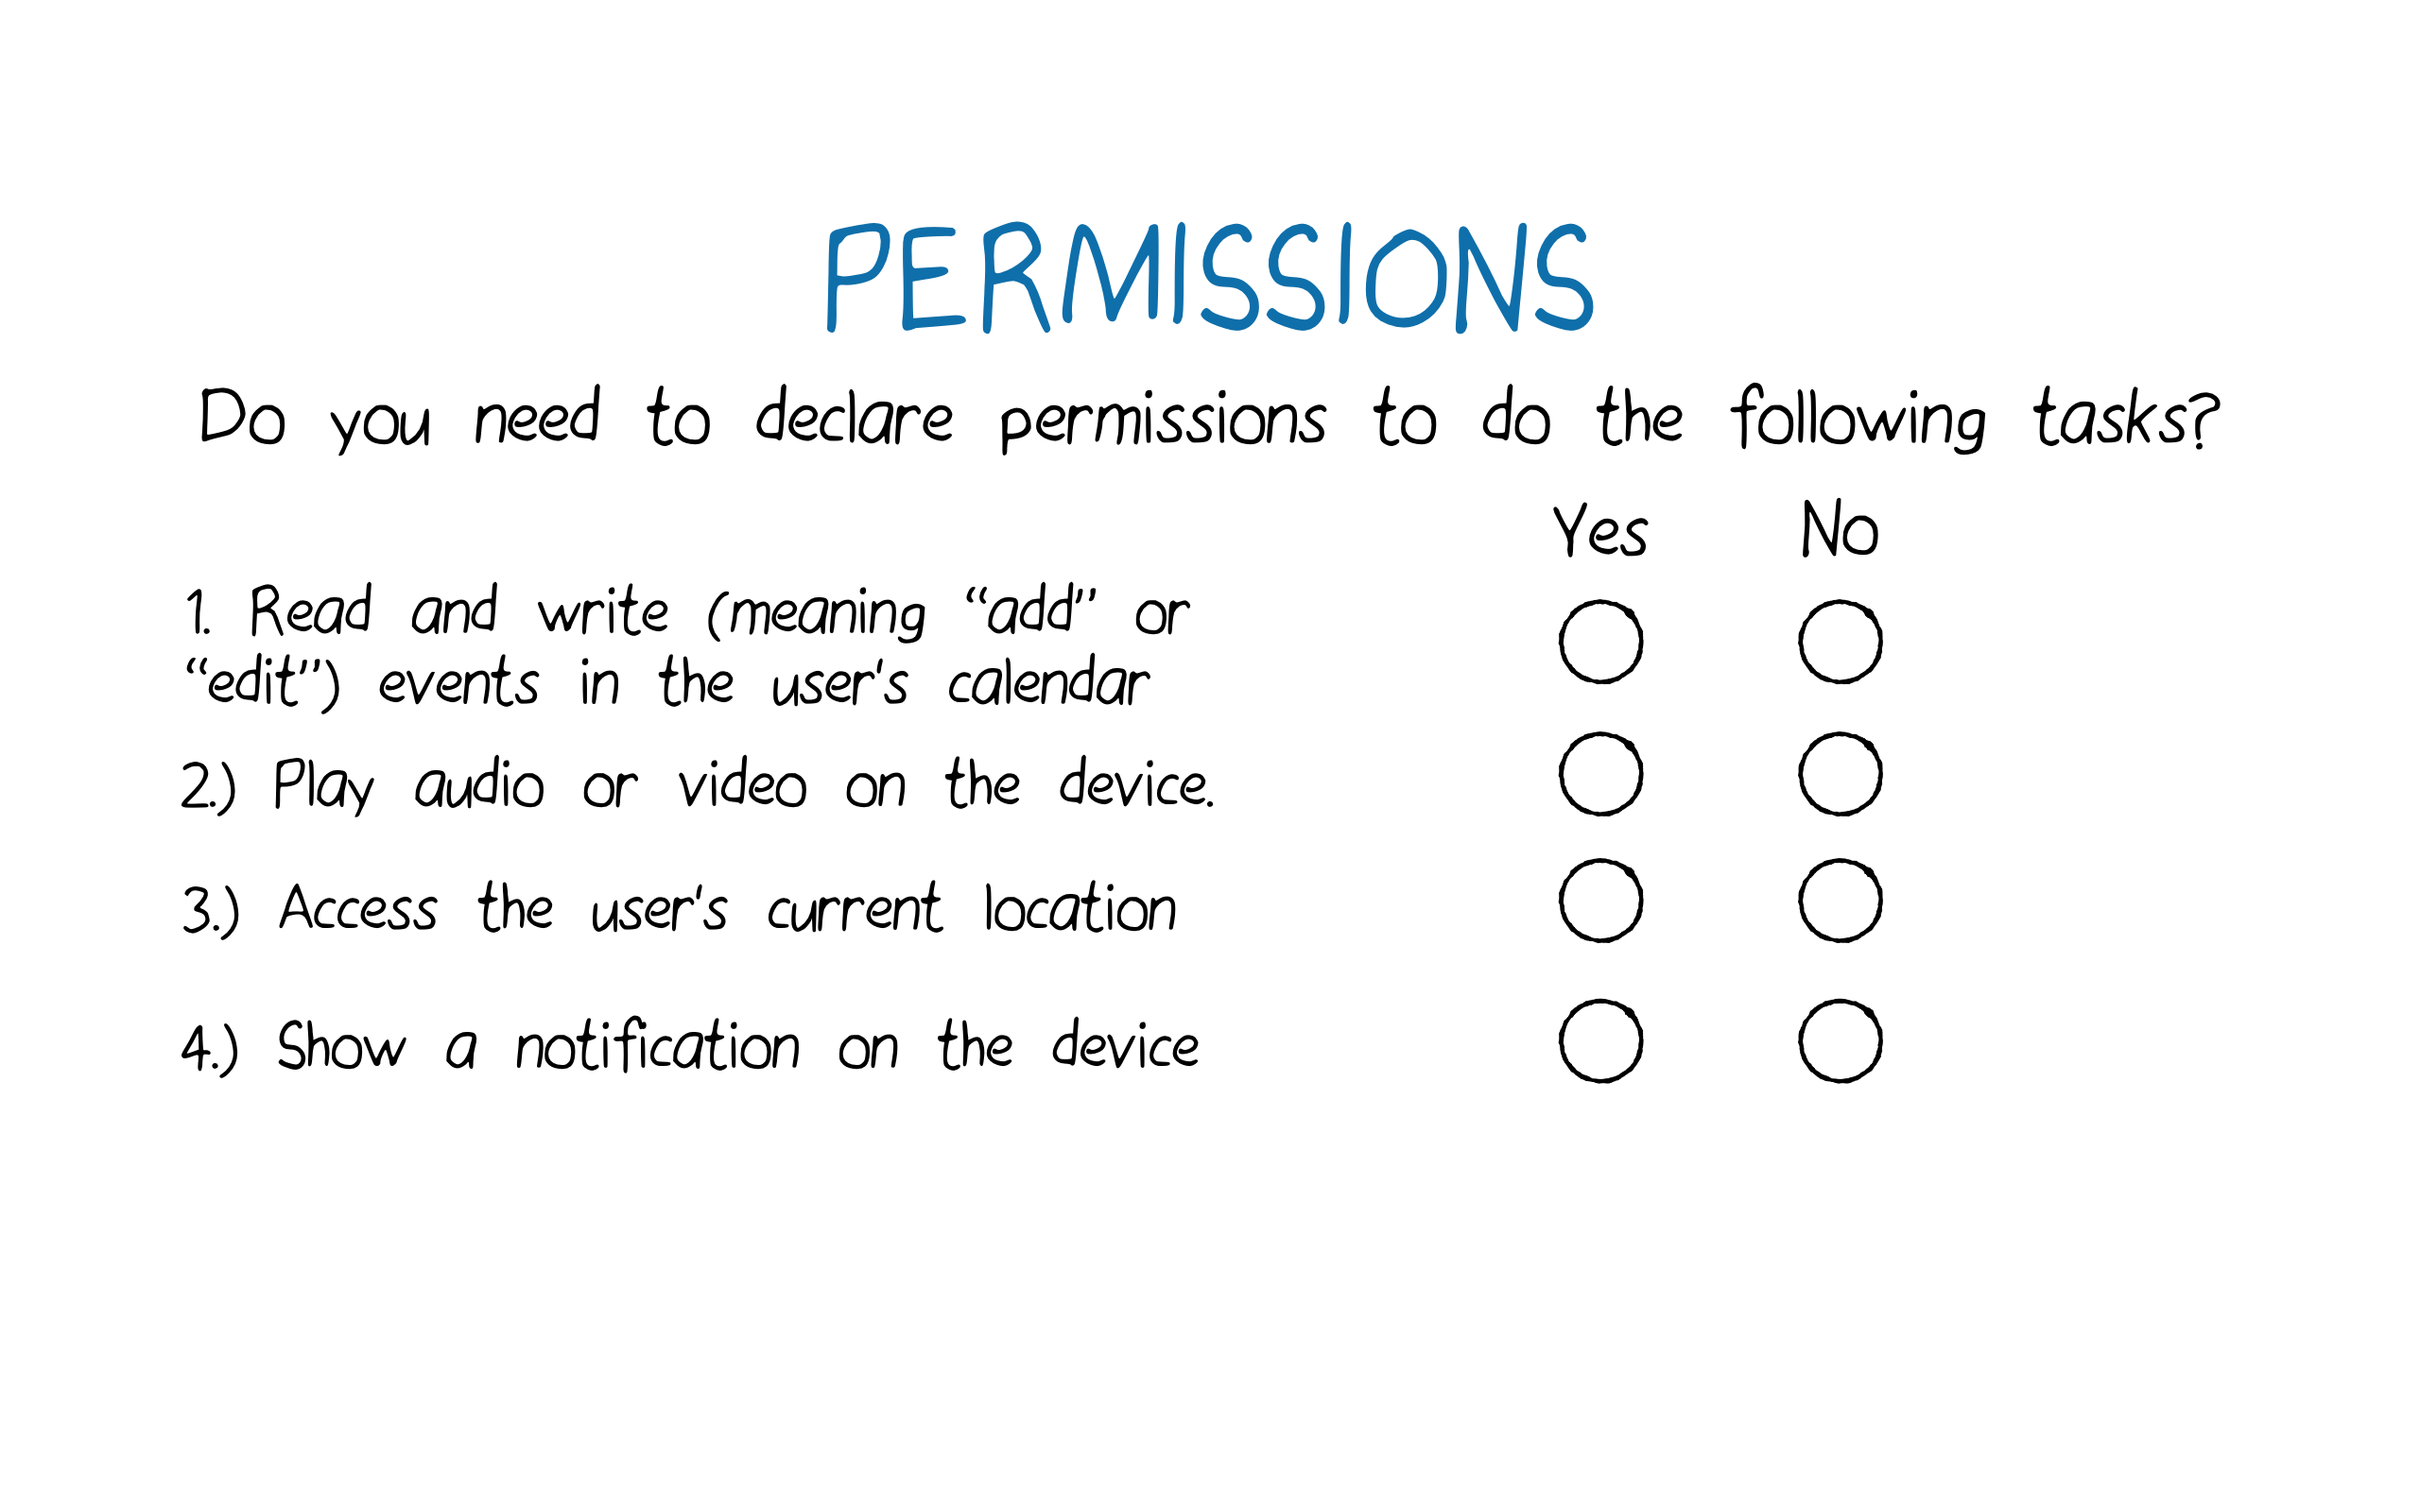 PERMISSIONS
Do you need to declare permissions to do the following tasks?
Yes No
1. Read and write (meaning “add” or
“edit”) events in the user's calendar
2.) Play audio or video on the device.
3.) Access the use's current location
4.) Show a notification on the device